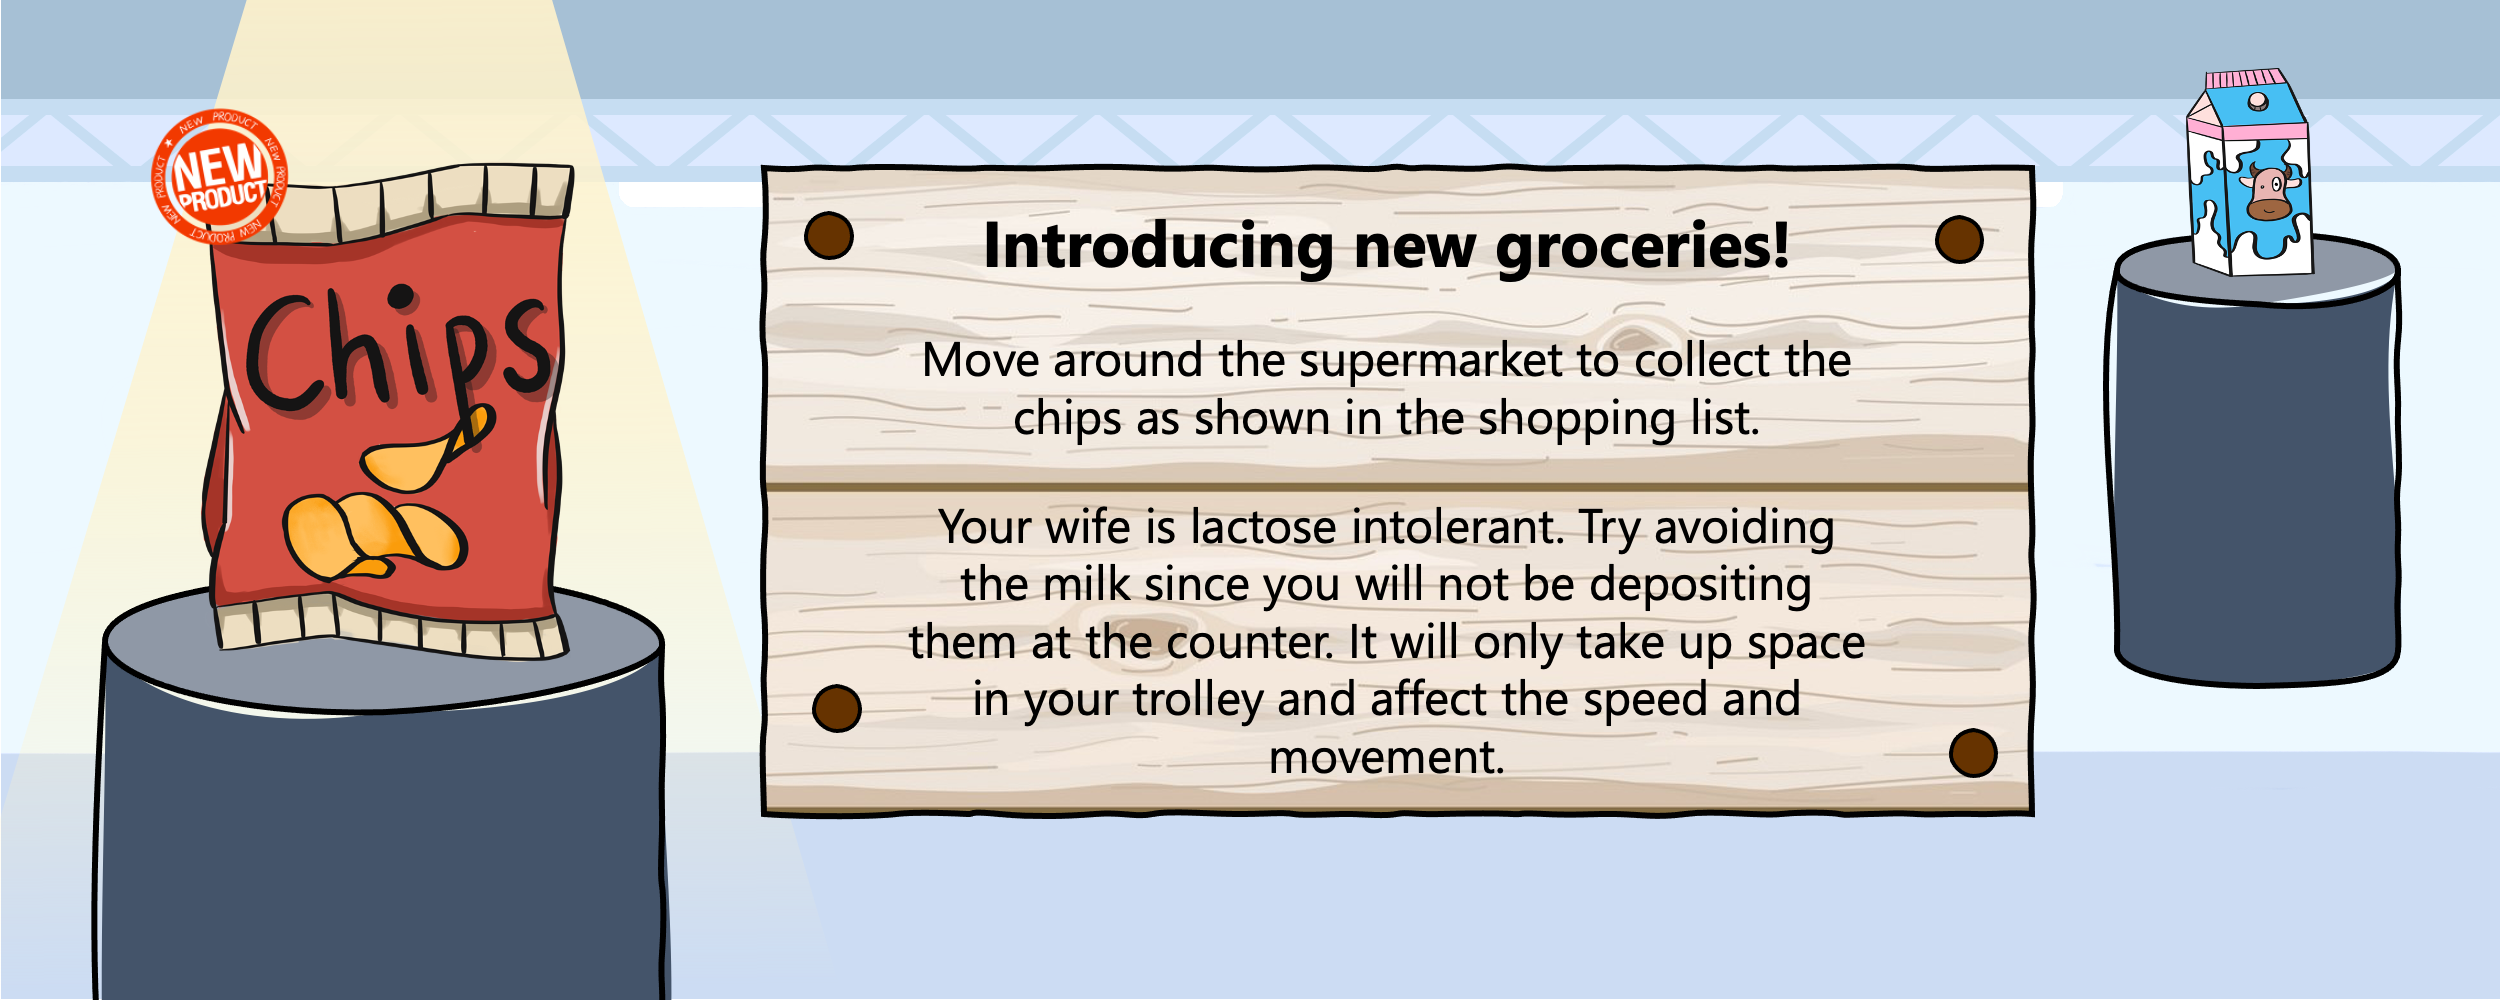 NEW PRODUCT ★ NEW PRODUCT NEW PRODUCT NEW PRODUCT
NEW
PRODUCT
Chips
Introducing new groceries!
Move around the supermarket to collect the
chips as shown in the shopping list.
Your wife is lactose intolerant. Try avoiding
the milk since you will not be depositing
them at the counter. It will only take up space
in your trolley and affect the speed and
movement.